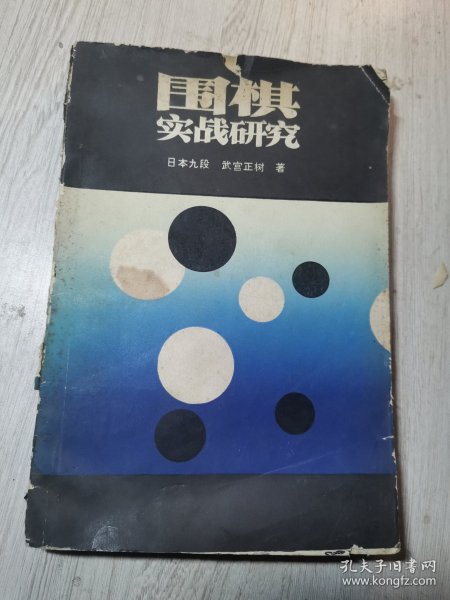 围棋
实战研究
日本九段 武宫正树 著
孔夫子旧书网
www.kongfz.com